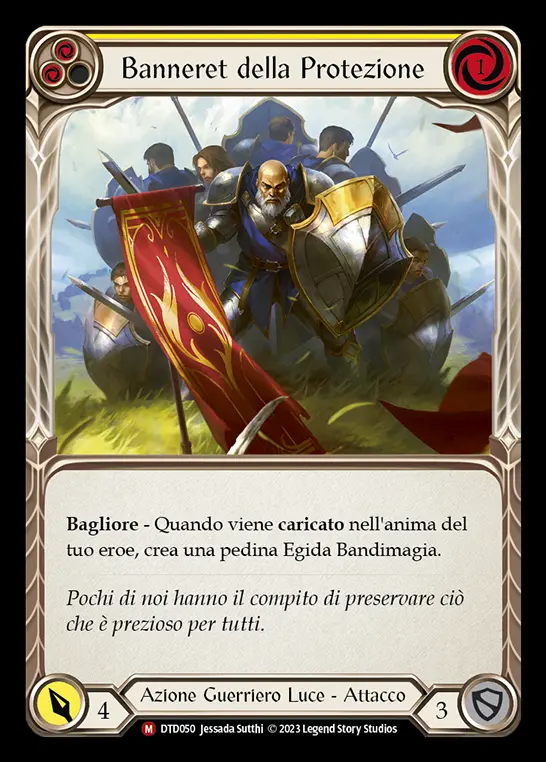 Banneret della Protezione
1
Bagliore - Quando viene caricato nell'anima del
tuo eroe, crea una pedina Egida Bandimagia.
Pochi di noi hanno il compito di preservare ciò
che è prezioso per tutti.
4
Azione Guerriero Luce - Attacco
3
M DTD050 Jessada Sutthi © 2023 Legend Story Studios